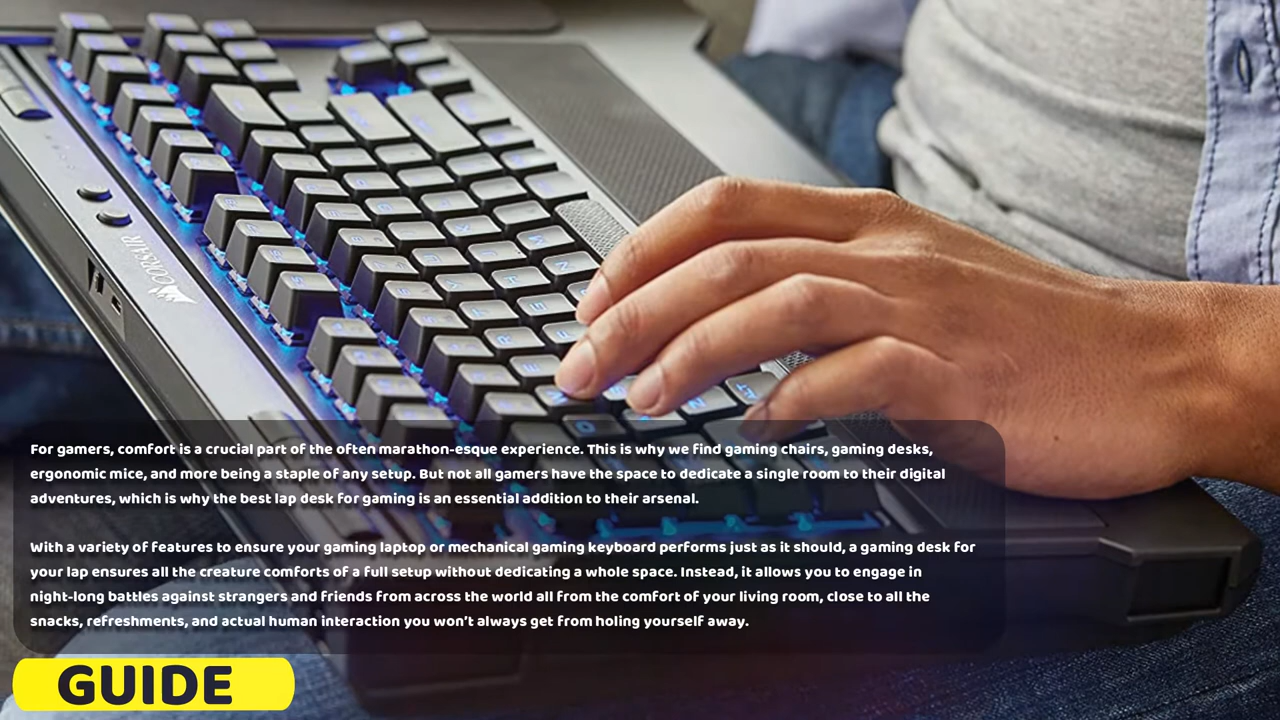 CORSAIR
ALT
For gamers, comfort is a crucial part of the often marathon-esque experience. This is why we find gaming chairs, gaming desks,
ergonomic mice, and more being a staple of any setup. But not all gamers have the space to dedicate a single room to their digital
adventures, which is why the best lap desk for gaming is an essential addition to their arsenal.
With a variety of features to ensure your gaming laptop or mechanical gaming keyboard performs just as it should, a gaming desk for
your lap ensures all the creature comforts of a full setup without dedicating a whole space. Instead, it allows you to engage in
night-long battles against strangers and friends from across the world all from the comfort of your living room, close to all the
snacks, refreshments, and actual human interaction you won't always get from holing yourself away.
GUIDE